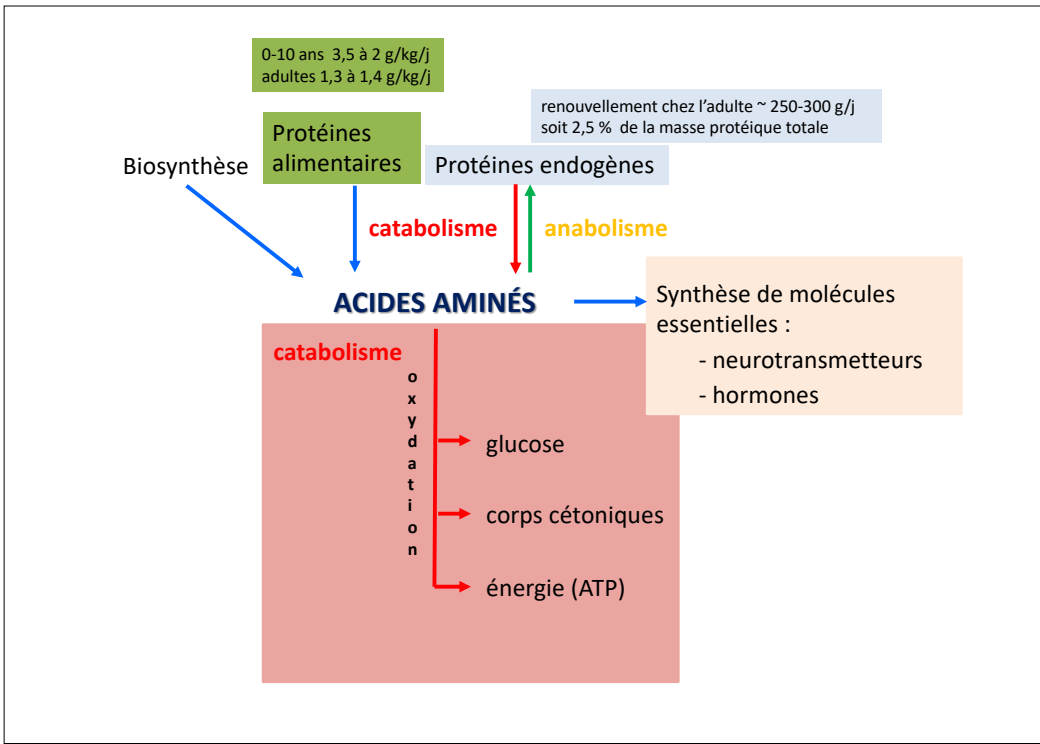 0-10 ans 3,5 à 2 g/kg/j
adultes 1,3 à 1,4 g/kg/j
renouvellement chez l'adulte ~ 250-300 g/j
soit 2,5 % de la masse protéique totale
Biosynthèse
Protéines
alimentaires
Protéines endogènes
catabolisme
anabolisme
ACIDES AMINÉS
Synthèse de molécules
essentielles :
- neurotransmetteurs
- hormones
catabolisme
oxydation
glucose
corps cétoniques
énergie (ATP)